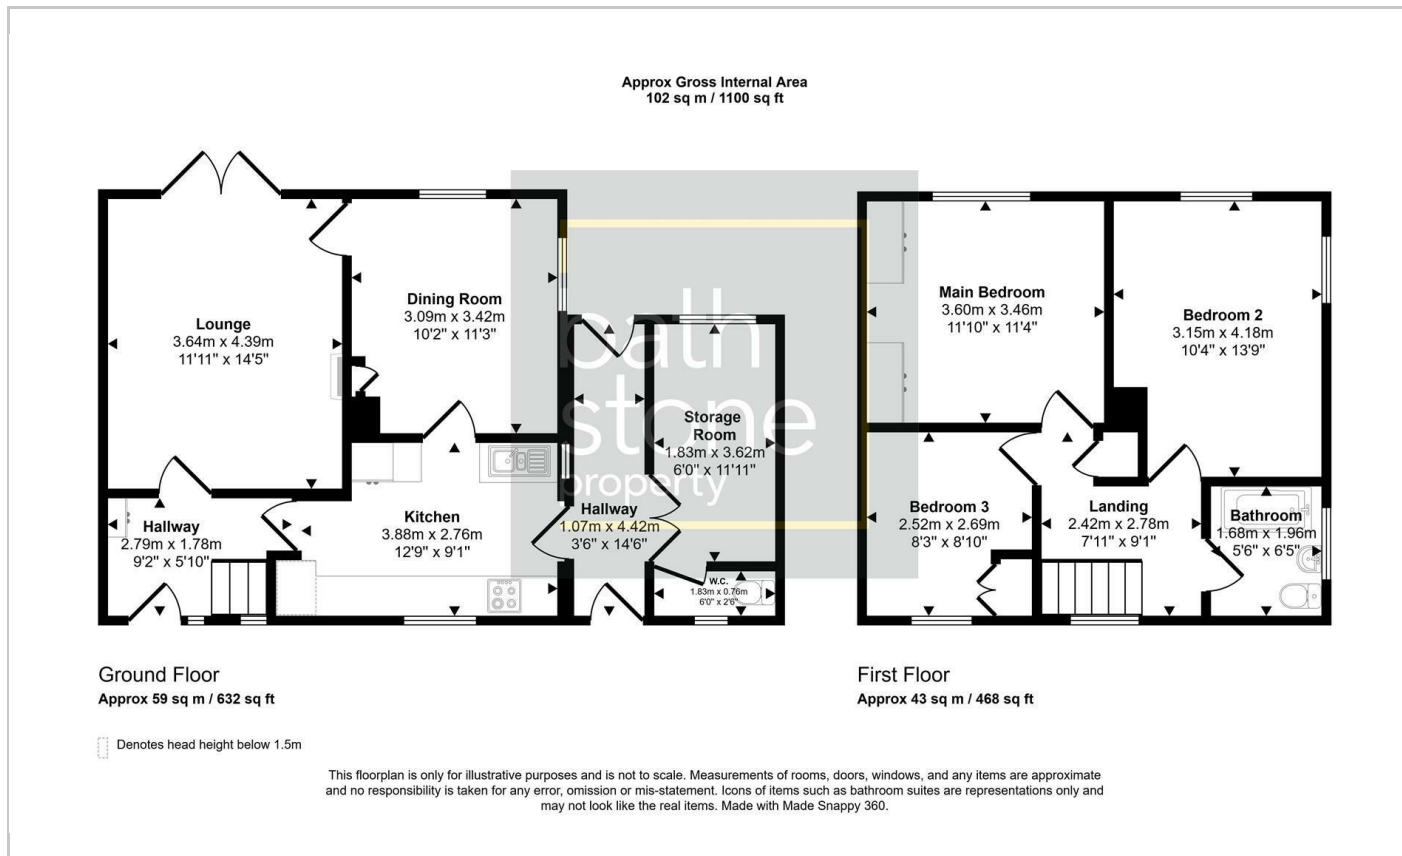 Approx Gross Internal Area
102 sq m / 1100 sq ft
Lounge
3.64m x 4.39m
11'11" x 14'5"
Dining Room
3.09m x 3.42m
10'2" x 11'3"
Hallway
2.79m x 1.78m
9'2" x 5'10"
Kitchen
3.88m x 2.76m
12'9" x 9'1"
Hallway
1.07m x 4.42m
3'6" x 14'6"
Storage
Room
1.83m x 3.62m
6'0" x 11'11"
W.C.
1.83m x 0.76m
6'0" x 2'6"
bath
stone
property
Main Bedroom
3.60m x 3.46m
11'10" x 11'4"
Bedroom 2
3.15m x 4.18m
10'4" x 13'9"
Bedroom 3
2.52m x 2.69m
8'3" x 8'10"
Landing
2.42m x 2.78m
7'11" x 9'1"
Bathroom
1.68m x 1.96m
5'6" x 6'5"
Ground Floor
Approx 59 sq m / 632 sq ft
First Floor
Approx 43 sq m / 468 sq ft
Denotes head height below 1.5m
This floorplan is only for illustrative purposes and is not to scale. Measurements of rooms, doors, windows, and any items are approximate
and no responsibility is taken for any error, omission or mis-statement. Icons of items such as bathroom suites are representations only and
may not look like the real items. Made with Made Snappy 360.